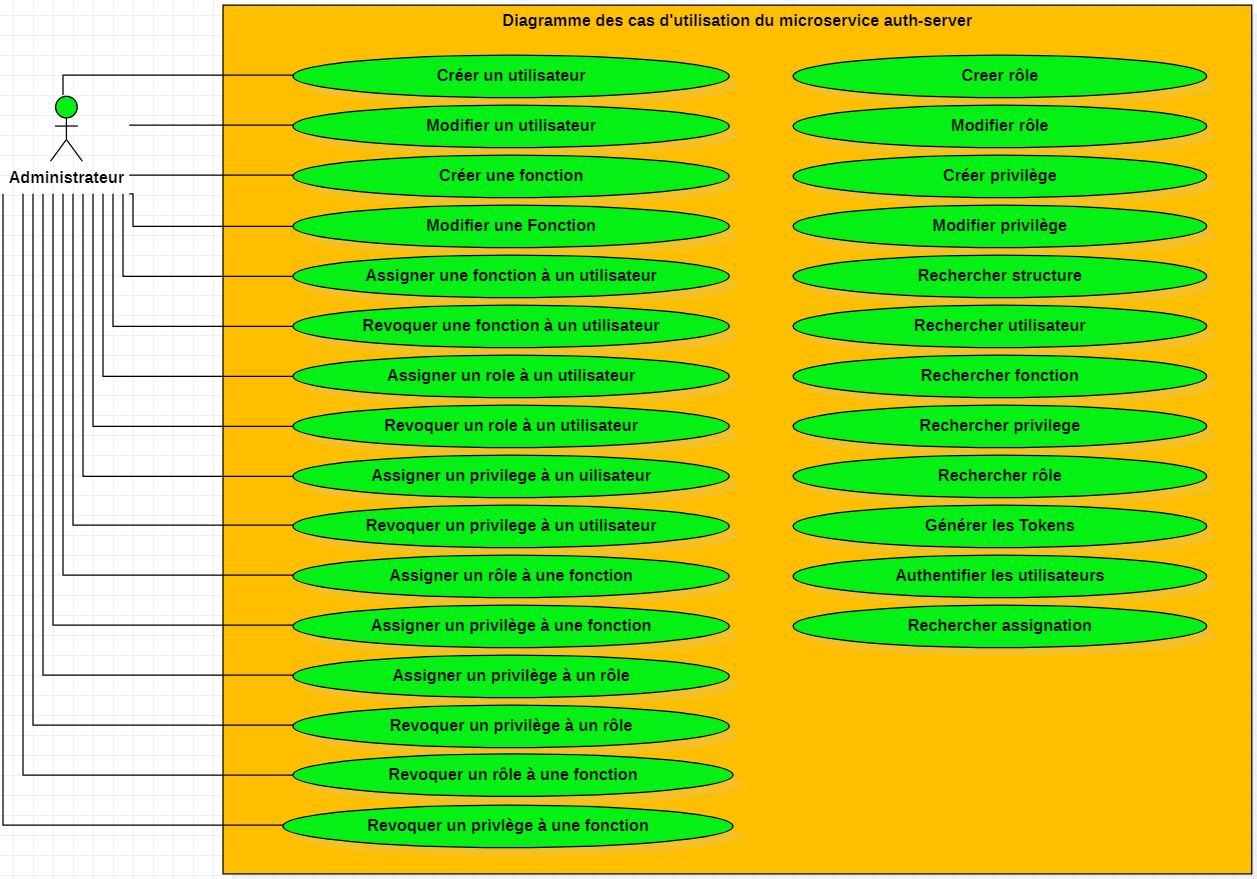 Diagramme des cas d'utilisation du microservice auth-server
Administrateur
Créer un utilisateur
Modifier un utilisateur
Créer une fonction
Modifier une Fonction
Assigner une fonction à un utilisateur
Revoquer une fonction à un utilisateur
Assigner un role à un utilisateur
Revoquer un role à un utilisateur
Assigner un privilege à un uilisateur
Revoquer un privilege à un utilisateur
Assigner un rôle à une fonction
Assigner un privilège à une fonction
Assigner un privilège à un rôle
Revoquer un privilège à un rôle
Revoquer un rôle à une fonction
Revoquer un privlège à une fonction
Creer rôle
Modifier rôle
Créer privilège
Modifier privilège
Rechercher structure
Rechercher utilisateur
Rechercher fonction
Rechercher privilege
Rechercher rôle
Générer les Tokens
Authentifier les utilisateurs
Rechercher assignation